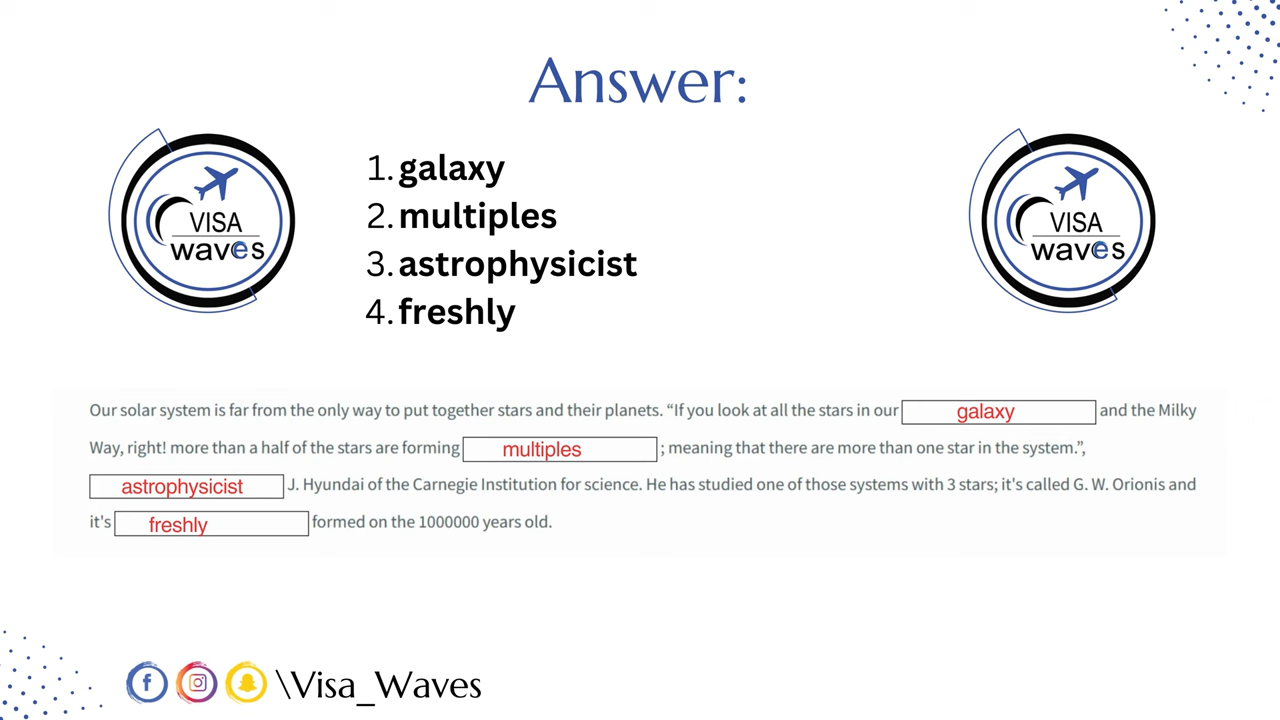 Answer:
VISA
waves
VISA
waves
1. galaxy
2. multiples
3. astrophysicist
4. freshly
Our solar system is far from the only way to put together stars and their planets. “If you look at all the stars in our galaxy and the Milky
Way, right! more than a half of the stars are forming multiples ; meaning that there are more than one star in the system.”,
astrophysicist J. Hyundai of the Carnegie Institution for science. He has studied one of those systems with 3 stars; it's called G. W. Orionis and
it's freshly formed on the 1000000 years old.
\Visa_Waves